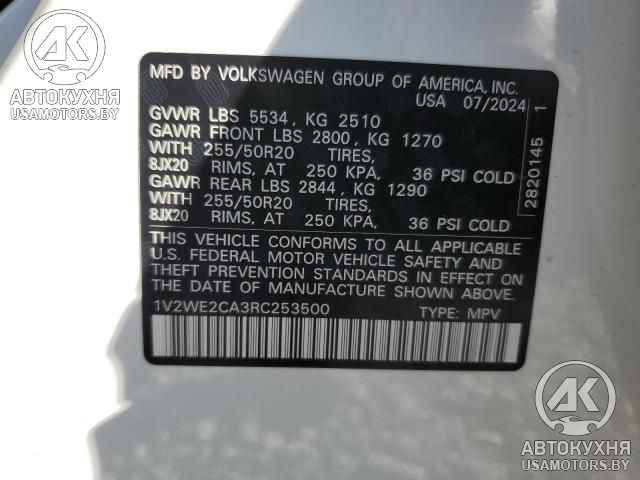 АВТОКУХНЯ
USAMOTORS.BY
MFD BY VOLKSWAGEN GROUP OF AMERICA, INC.
USA 07/2024
GVWR LBS 5534, KG 2510
GAWR FRONT LBS 2800, KG 1270
WITH 255/50R20 TIRES,
8JX20 RIMS, AT 250 KPA, 36 PSI COLD
GAWR REAR LBS 2844, KG 1290
WITH 255/50R20 TIRES,
8JX20 RIMS, AT 250 KPA, 36 PSI COLD
THIS VEHICLE CONFORMS TO ALL APPLICABLE
U.S. FEDERAL MOTOR VEHICLE SAFETY AND
THEFT PREVENTION STANDARDS IN EFFECT ON
THE DATE OF MANUFACTURE SHOWN ABOVE.
1V2WE2CA3RC253500 TYPE: MPV
2820145 1
АВТОКУХНЯ
USAMOTORS.BY